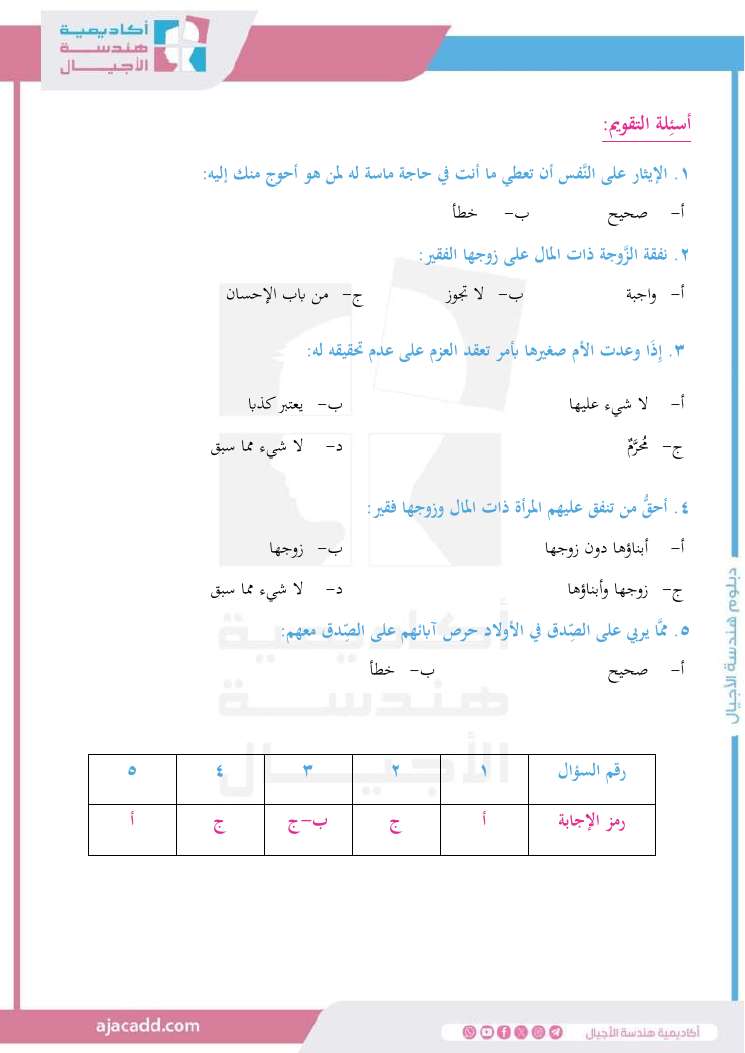 أكاديمية
هندسة
الأجيال
أسئِلة التقويم:
١. الإيثار على النَّفس أن تعطي ما أنت في حاجة ماسة له لمن هو أحوج منك إليه:
أ- صحيح ب- خطأ
٢. نفقة الزَّوجة ذات المال على زوجها الفقير:
أ- واجبة ب- لا تجوز ج- من باب الإحسان
٣. إِذَا وعدت الأم صغيرها بأمر تعقد العزم على عدم تحقيقه له:
أ- لا شيء عليها ب- يعتبر كذبا
ج- مُحرَّمٌ د- لا شيء مما سبق
٤. أحقُّ من تنفق عليهم المرأة ذات المال وزوجها فقير:
أ- أبناؤها دون زوجها ب- زوجها
ج- زوجها وأبناؤها د- لا شيء مما سبق
٥. ممَّا يربي على الصِّدق في الأولاد حرص آبائهم على الصِّدق معهم:
أ- صحيح ب- خطأ
رقم السؤال ١ ٢ ٣ ٤ ٥
رمز الإجابة أ ج ب-ج ج أ
دبلوم هندسة الأجيال
أكاديمية
هندسة
الأجيال
أكاديمية هندسة الأجيال
ajacadd.com